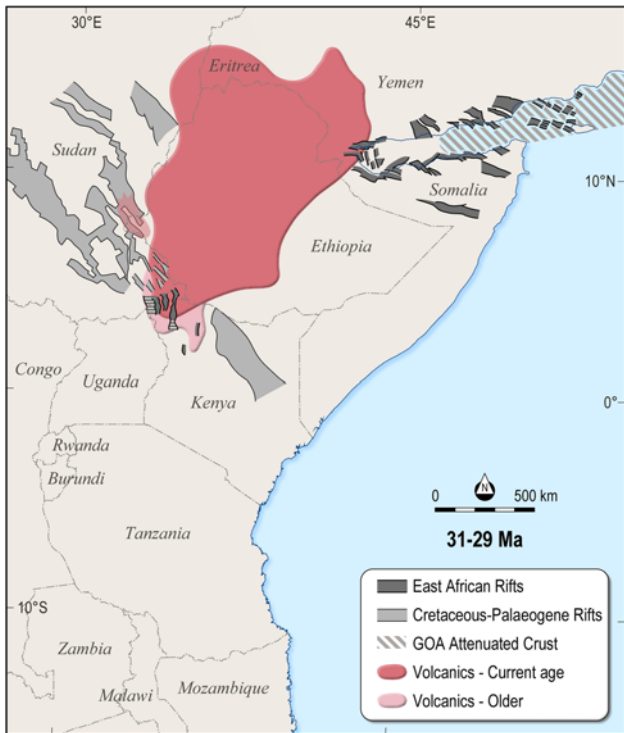 30°E
45°E
Eritrea
Yemen
Sudan
10°N
Somalia
Ethiopia
Congo
Uganda
Kenya
0°
Rwanda
Burundi
N
0 500 km
Tanzania
31-29 Ma
East African Rifts
10°S
Cretaceous-Palaeogene Rifts
GOA Attenuated Crust
Zambia
Volcanics - Current age
Malawi
Mozambique
Volcanics - Older